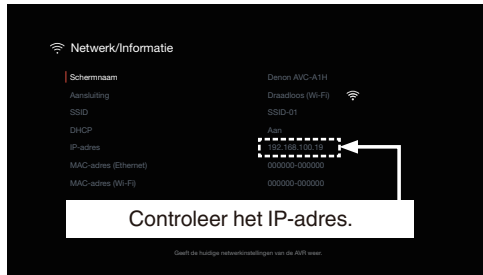 Netwerk/Informatie
Schermnaam Denon AVC-A1H
Aansluiting Draadloos (Wi-Fi)
SSID SSID-01
DHCP Aan
IP-adres 192.168.100.19
MAC-adres (Ethernet) 000000-000000
MAC-adres (Wi-Fi) 000000-000000
Controleer het IP-adres.
Geeft de huidige netwerkinstellingen van de AVR weer.